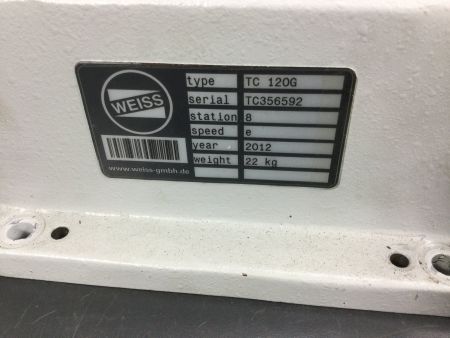 WEISS
type TC 120G
serial TC356592
station 8
speed e
year 2012
weight 22 kg
www.weiss-gmbh.de